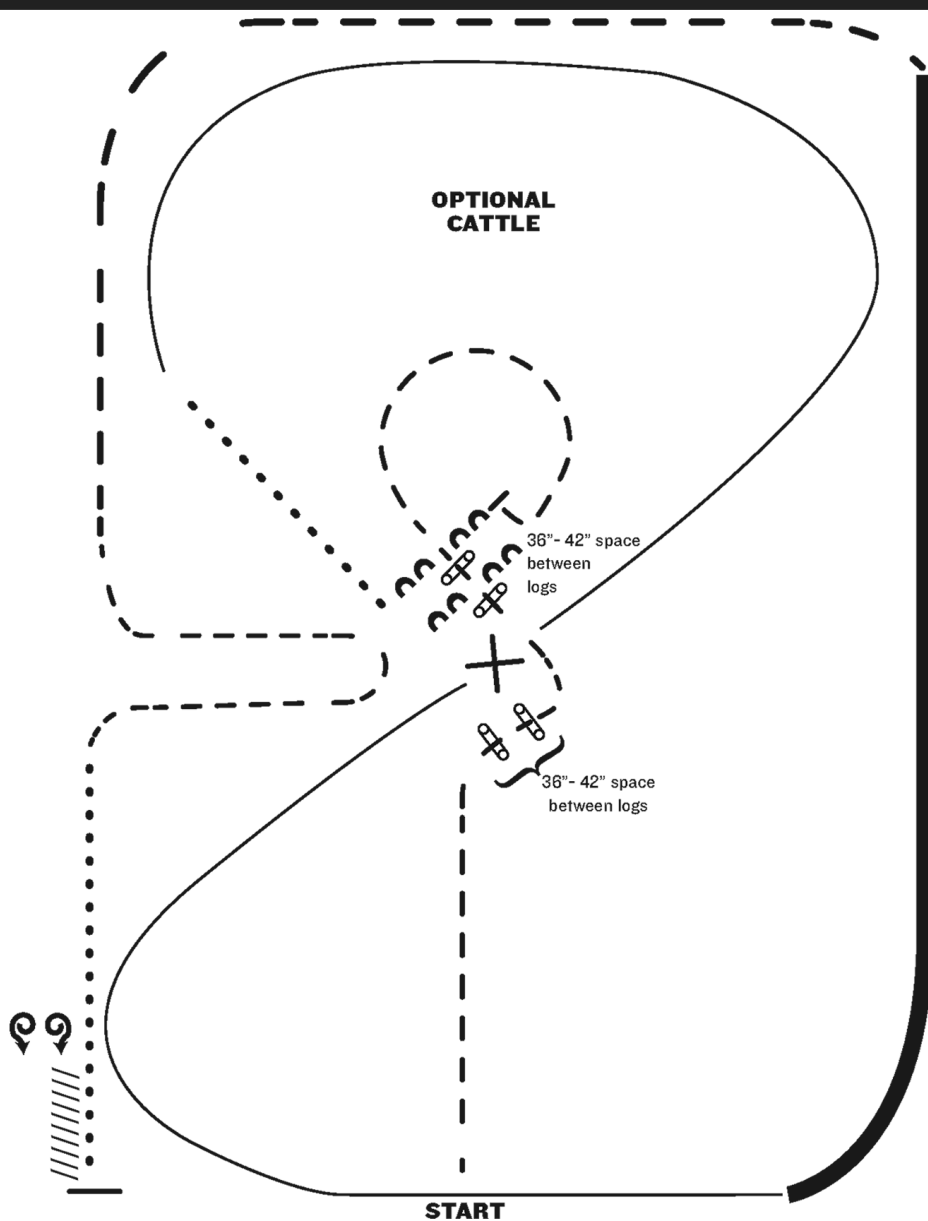 OPTIONAL
CATTLE
36”- 42” space
between
logs
36”- 42” space
between logs
START